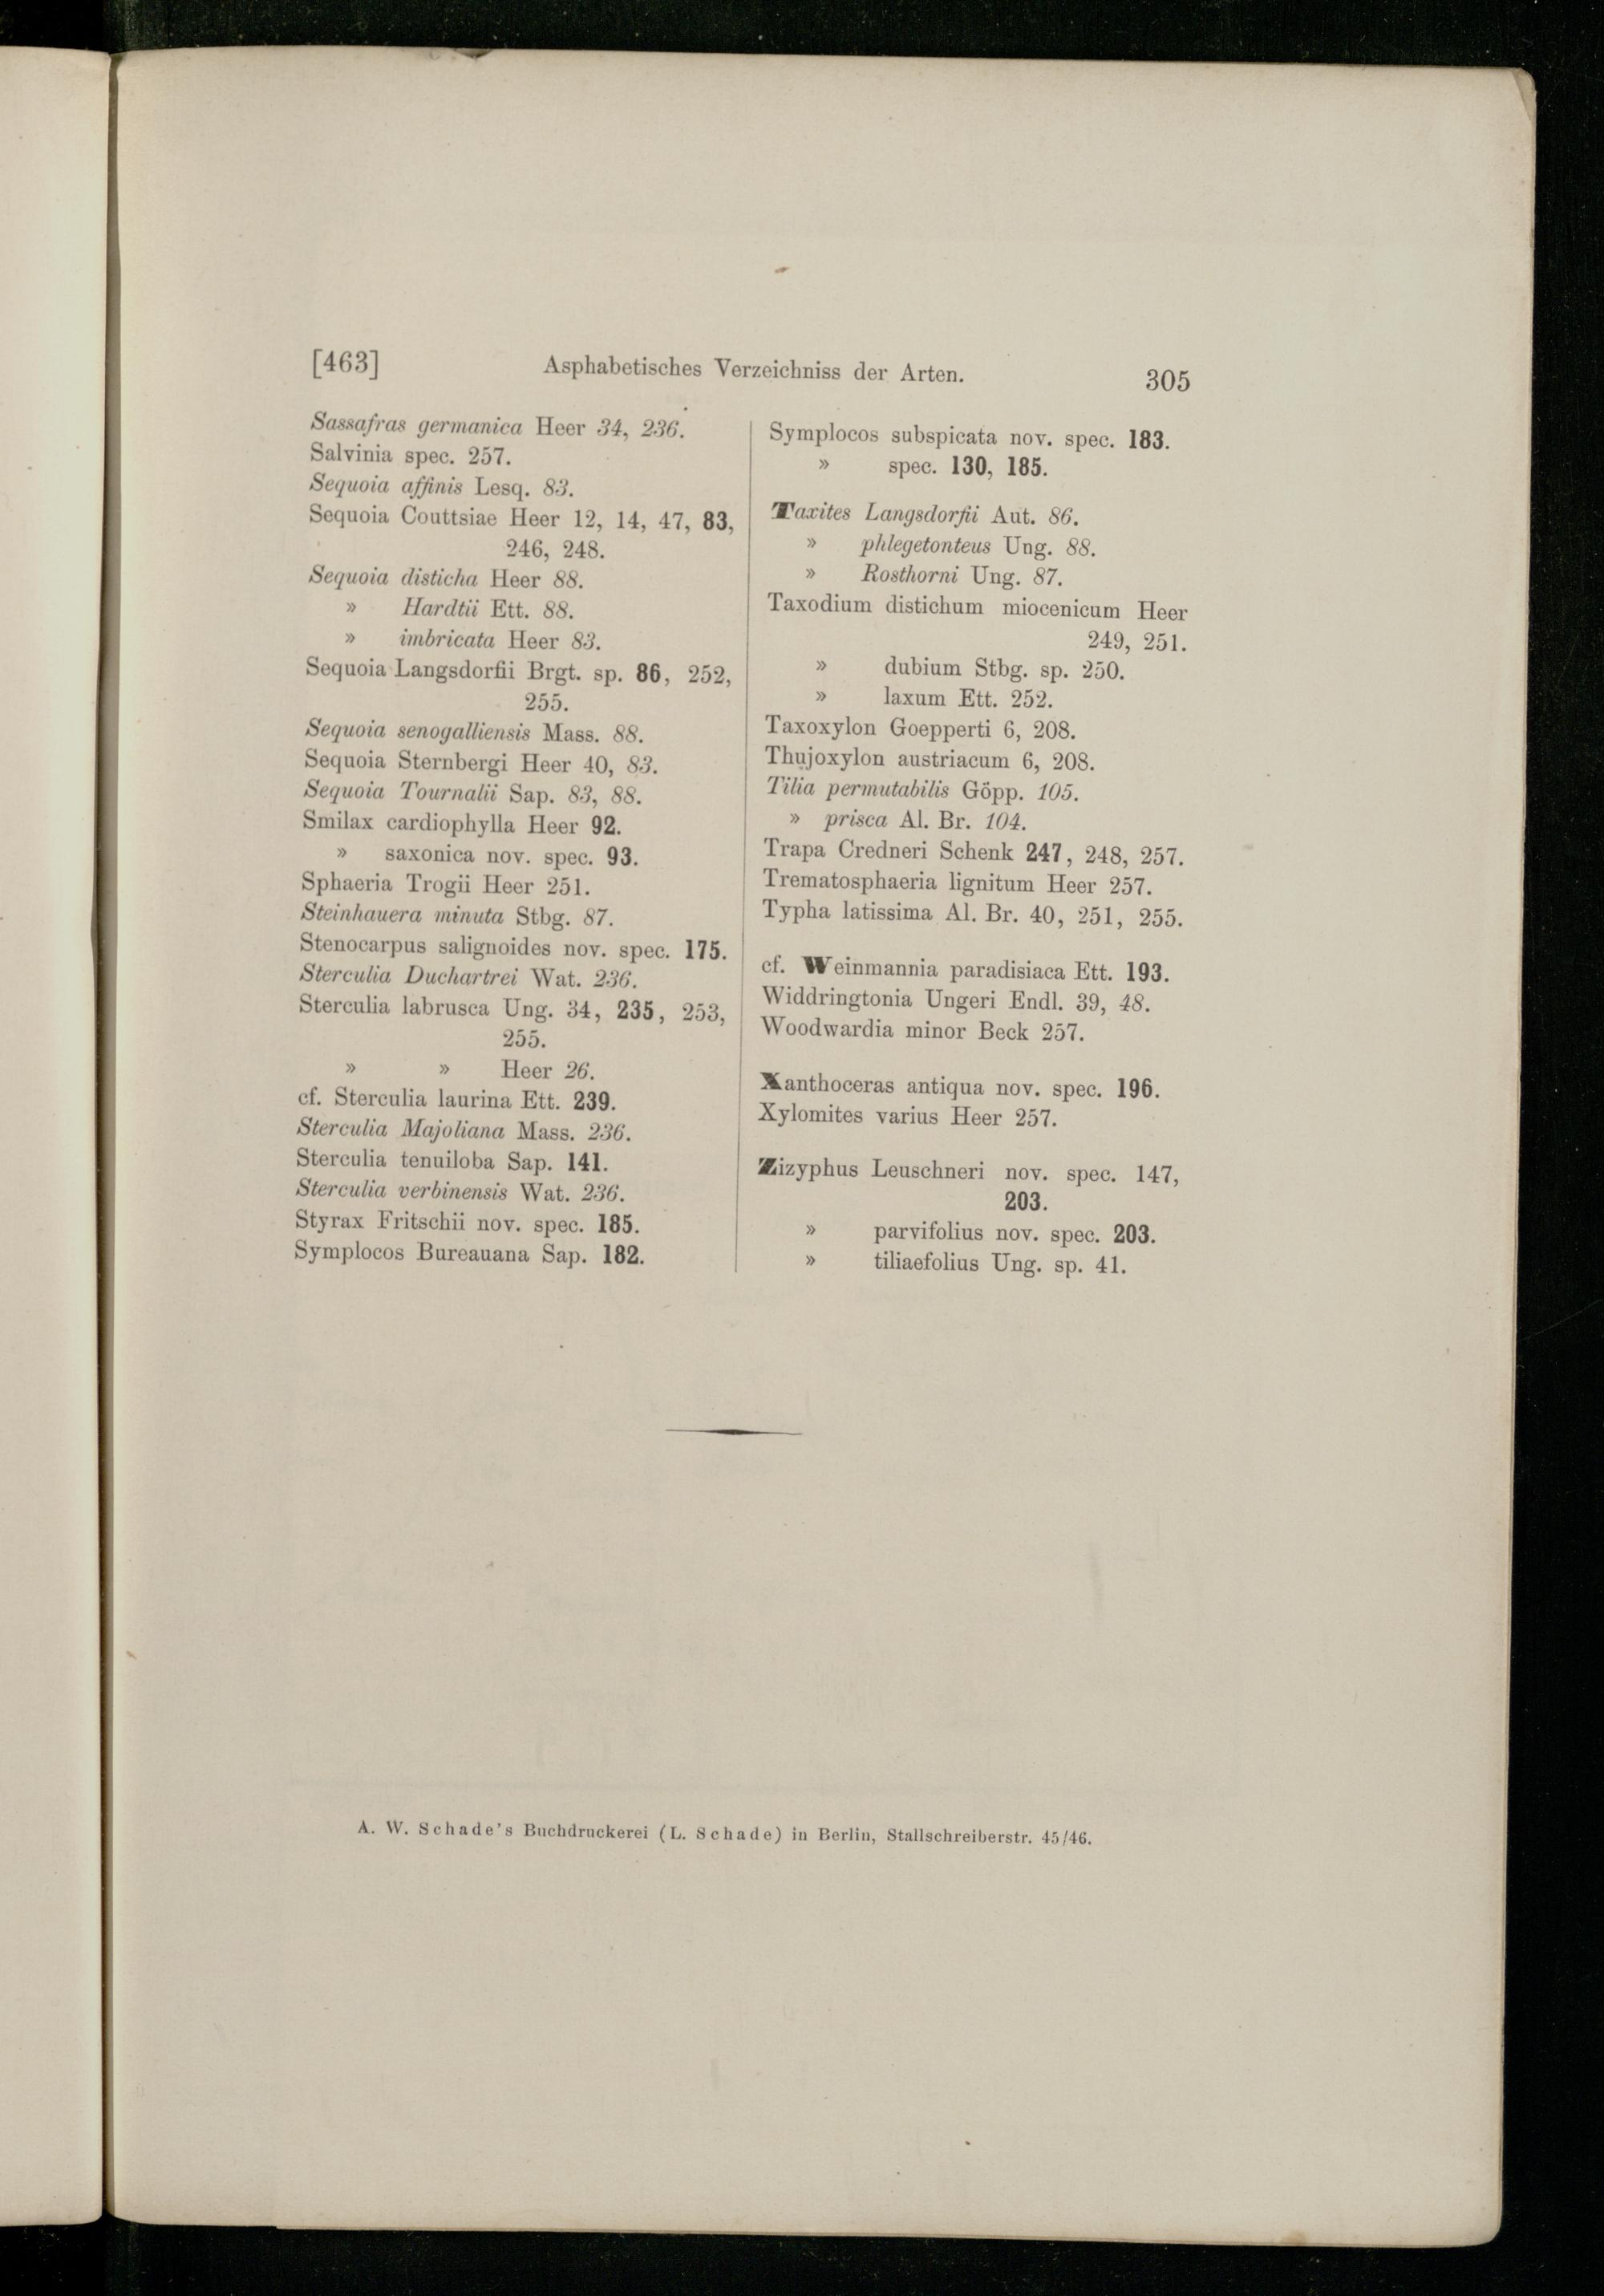 [463] Asphabetisches Verzeichniss der Arten. 305
Sassafras germanica Heer 34, 236.
Salvinia spec. 257.
Sequoia affinis Lesq. 83.
Sequoia Couttsiae Heer 12, 14, 47, 83,
246, 248.
Sequoia disticha Heer 88.
» Hardtii Ett. 88.
» imbricata Heer 83.
Sequoia Langsdorfii Brgt. sp. 86, 252,
255.
Sequoia senogalliensis Mass. 88.
Sequoia Sternbergi Heer 40, 83.
Sequoia Tournalii Sap. 83, 88.
Smilax cardiophylla Heer 92.
» saxonica nov. spec. 93.
Sphaeria Trogii Heer 251.
Steinhauera minuta Stbg. 87.
Stenocarpus salignoides nov. spec. 175.
Sterculia Duchartrei Wat. 236.
Sterculia labrusca Ung. 34, 235, 253,
255.
» » Heer 26.
cf. Sterculia laurina Ett. 239.
Sterculia Majoliana Mass. 236.
Sterculia tenuiloba Sap. 141.
Sterculia verbinensis Wat. 236.
Styrax Fritschii nov. spec. 185.
Symplocos Bureauana Sap. 182.
Symplocos subspicata nov. spec. 183.
» spec. 130, 185.
Taxites Langsdorfii Aut. 86.
» phlegetonteus Ung. 88.
» Rosthorni Ung. 87.
Taxodium distichum miocenicum Heer
249, 251.
» dubium Stbg. sp. 250.
» laxum Ett. 252.
Taxoxylon Goepperti 6, 208.
Thujoxylon austriacum 6, 208.
Tilia permutabilis Göpp. 105.
» prisca Al. Br. 104.
Trapa Credneri Schenk 247, 248, 257.
Trematosphaeria lignitum Heer 257.
Typha latissima Al. Br. 40, 251, 255.
cf. Weinmannia paradisiaca Ett. 193.
Widdringtonia Ungeri Endl. 39, 48.
Woodwardia minor Beck 257.
Xanthoceras antiqua nov. spec. 196.
Xylomites varius Heer 257.
Zizyphus Leuschneri nov. spec. 147,
203.
» parvifolius nov. spec. 203.
» tiliaefolius Ung. sp. 41.
A. W. Schade's Buchdruckerei (L. Schade) in Berlin, Stallschreiberstr. 45/46.